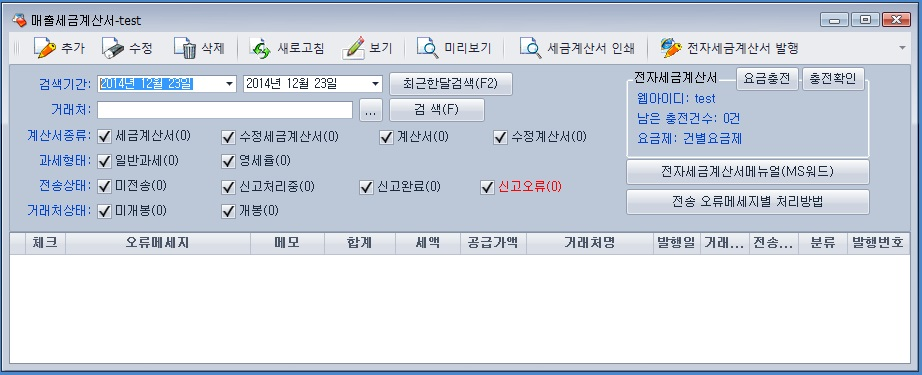 매출세금계산서-test
추가 수정 삭제 새로고침 보기 미리보기 세금계산서 인쇄 전자세금계산서 발행
검색기간: 2014년 12월 23일 2014년 12월 23일 최근한달검색(F2)
거래처: ... 검 색(F)
계산서종류: 세금계산서(0) 수정세금계산서(0) 계산서(0) 수정계산서(0)
과세형태: 일반과세(0) 영세율(0)
전송상태: 미전송(0) 신고처리중(0) 신고완료(0) 신고오류(0)
거래처상태: 미개봉(0) 개봉(0)
전자세금계산서 요금충전 충전확인
웹아이디: test
남은 충전건수: 0건
요금제: 건별요금제
전자세금계산서메뉴얼(MS워드)
전송 오류메세지별 처리방법
체크 오류메세지 메모 합계 세액 공급가액 거래처명 발행일 거래... 전송... 분류 발행번호